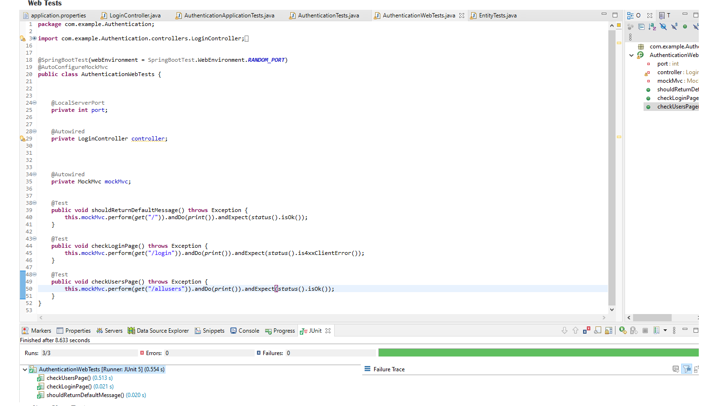 Web Tests
application.properties LoginController.java AuthenticationApplicationTests.java AuthenticationTests.java AuthenticationWebTests.java EntityTests.java
1 package com.example.Authentication;
2
3 import com.example.Authentication.controllers.LoginController;
16
17
18 @SpringBootTest(webEnvironment = SpringBootTest.WebEnvironment.RANDOM_PORT)
19 @AutoConfigureMockMvc
20 public class AuthenticationWebTests {
21
22
23
24 @LocalServerPort
25 private int port;
26
27
28 @Autowired
29 private LoginController controller;
30
31
32
33
34 @Autowired
35 private MockMvc mockMvc;
36
37
38 @Test
39 public void shouldReturnDefaultMessage() throws Exception {
40 this.mockMvc.perform(get("/")).andDo(print()).andExpect(status().isOk());
41 }
42
43 @Test
44 public void checkLoginPage() throws Exception {
45 this.mockMvc.perform(get("/login")).andDo(print()).andExpect(status().is4xxClientError());
46 }
47
48 @Test
49 public void checkUsersPage() throws Exception {
50 this.mockMvc.perform(get("/allusers")).andDo(print()).andExpect(status().isOk());
51 }
52 }
53
O T
com.example.Auth
AuthenticationWebTe
port : int
controller : Login
mockMvc : Moc
shouldReturnDef
checkLoginPage
checkUsersPage
Markers Properties Servers Data Source Explorer Snippets Console Progress JUnit
Finished after 8.633 seconds
Runs: 3/3 Errors: 0 Failures: 0
AuthenticationWebTests [Runner: JUnit 5] (0.554 s) Failure Trace
checkUsersPage() (0.513 s)
checkLoginPage() (0.021 s)
shouldReturnDefaultMessage() (0.020 s)